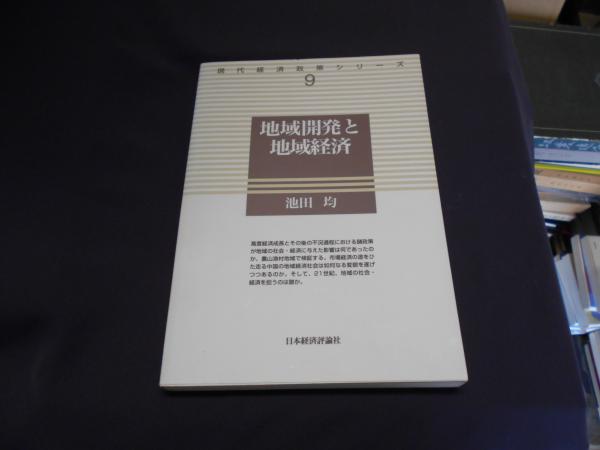 現代経済政策シリーズ
9
地域開発と
地域経済
池田 均
高度経済成長とその後の不況過程における諸政策
が地域の社会・経済に与えた影響は何であったの
か、農山漁村地域で検証する。市場経済の道をひ
た走る中国の地域経済社会は如何なる変貌を遂げ
つつあるのか。そして、21世紀、地域の社会・
経済を担うのは誰か。
日本経済評論社